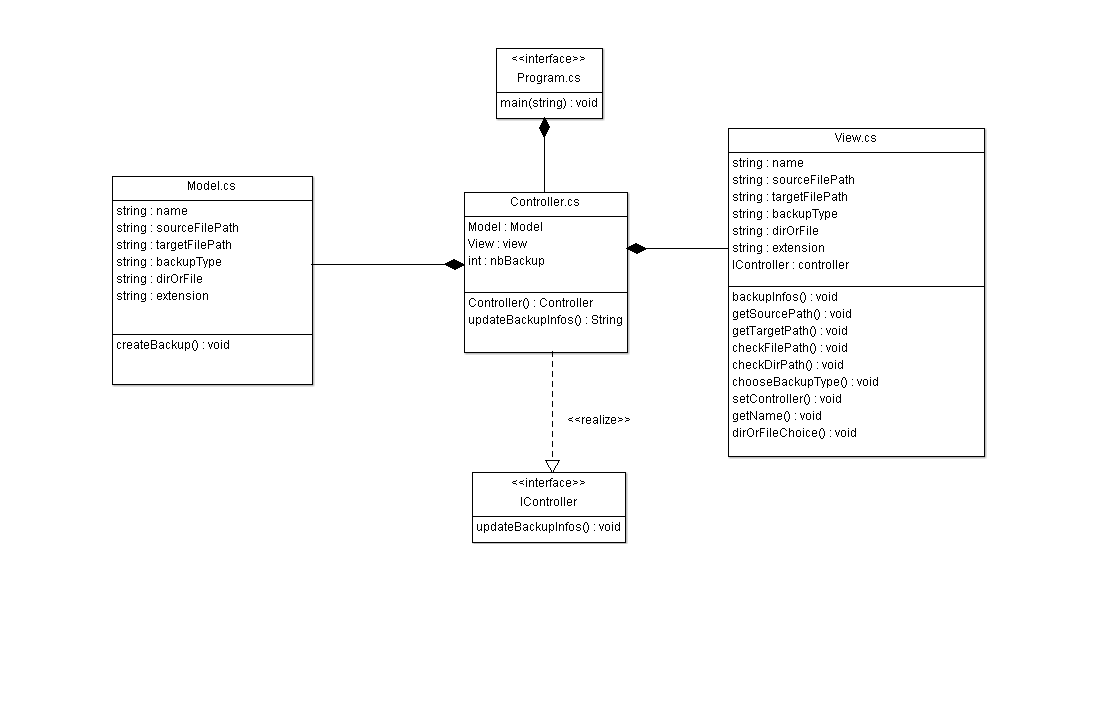 <<interface>>
Program.cs
main(string) : void
Model.cs
string : name
string : sourceFilePath
string : targetFilePath
string : backupType
string : dirOrFile
string : extension
createBackup() : void
Controller.cs
Model : Model
View : view
int : nbBackup
Controller() : Controller
updateBackupInfos() : String
View.cs
string : name
string : sourceFilePath
string : targetFilePath
string : backupType
string : dirOrFile
string : extension
IController : controller
backupInfos() : void
getSourcePath() : void
getTargetPath() : void
checkFilePath() : void
checkDirPath() : void
chooseBackupType() : void
setController() : void
getName() : void
dirOrFileChoice() : void
<<realize>>
<<interface>>
IController
updateBackupInfos() : void